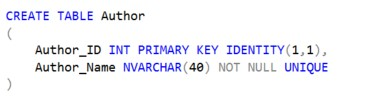 CREATE TABLE Author
(
    Author_ID INT PRIMARY KEY IDENTITY(1,1),
    Author_Name NVARCHAR(40) NOT NULL UNIQUE
)